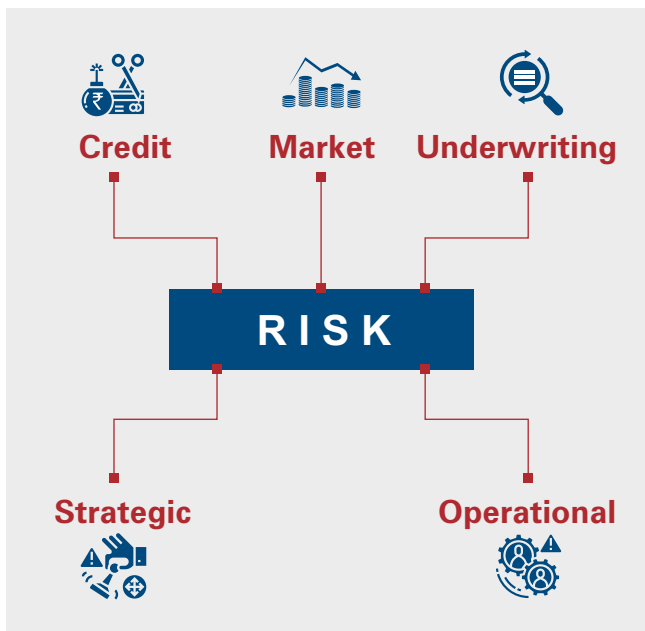 ₹
Credit
Market
Underwriting
RISK
Strategic
Operational